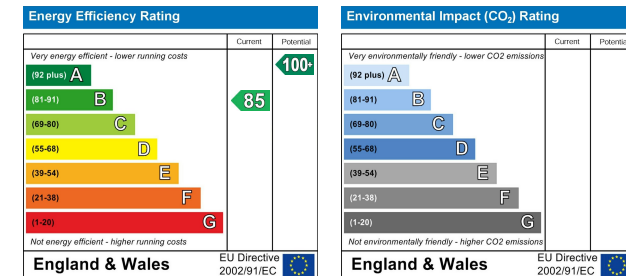 Energy Efficiency Rating
Current Potential
Very energy efficient - lower running costs
(92 plus) A
100+
(81-91) B
85
(69-80) C
(55-68) D
(39-54) E
(21-38) F
(1-20) G
Not energy efficient - higher running costs
England & Wales
EU Directive
2002/91/EC
Environmental Impact (CO₂) Rating
Current Potential
Very environmentally friendly - lower CO2 emissions
(92 plus) A
(81-91) B
(69-80) C
(55-68) D
(39-54) E
(21-38) F
(1-20) G
Not environmentally friendly - higher CO2 emissions
England & Wales
EU Directive
2002/91/EC